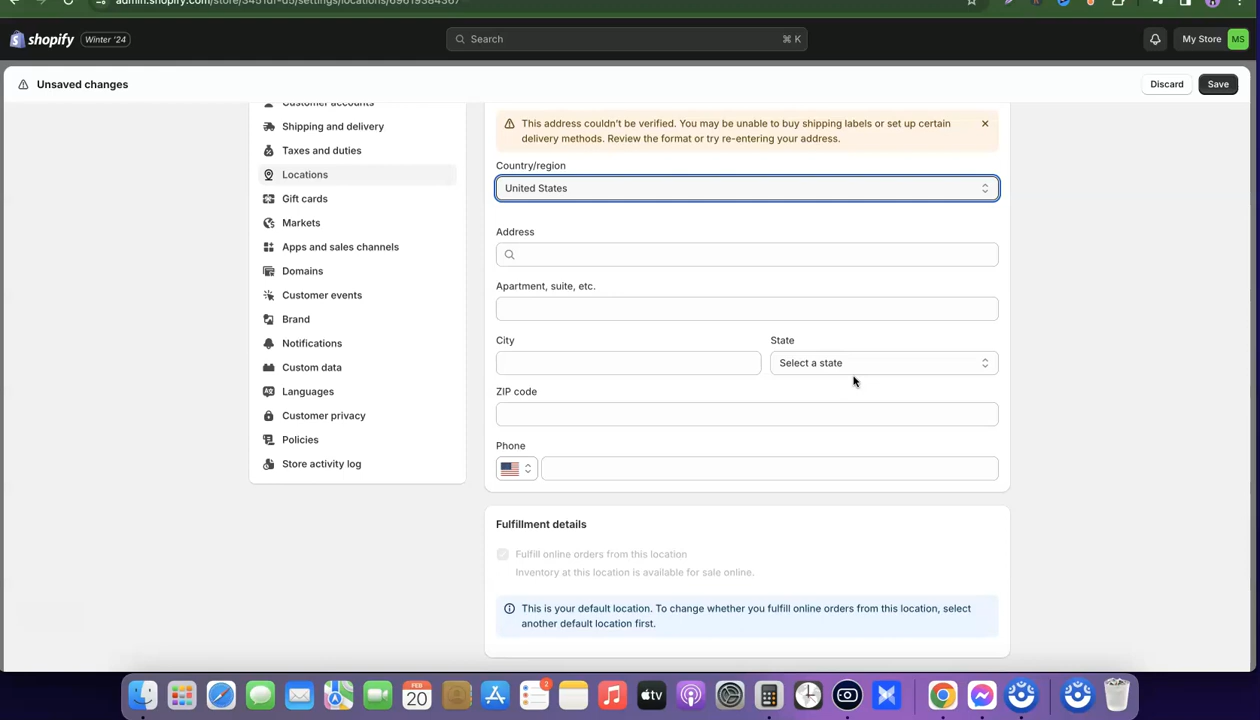 admin.shopify.com/store/3451df-d5/settings/locations/69619384367
shopify Winter '24
Search
⌘ K
My Store MS
Unsaved changes
Discard
Save
Customer accounts
Shipping and delivery
Taxes and duties
Locations
Gift cards
Markets
Apps and sales channels
Domains
Customer events
Brand
Notifications
Custom data
Languages
Customer privacy
Policies
Store activity log
This address couldn't be verified. You may be unable to buy shipping labels or set up certain
delivery methods. Review the format or try re-entering your address.
Country/region
United States
Address
Apartment, suite, etc.
City
State
Select a state
ZIP code
Phone
Fulfillment details
Fulfill online orders from this location
Inventory at this location is available for sale online.
This is your default location. To change whether you fulfill online orders from this location, select
another default location first.
FEB
20
2
tv